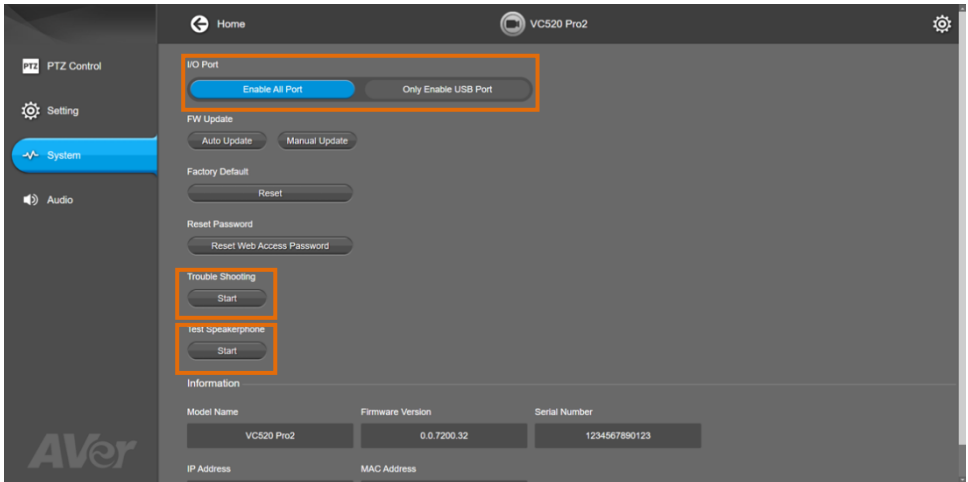 Home
VC520 Pro2
PTZ PTZ Control
Setting
System
Audio
I/O Port
Enable All Port Only Enable USB Port
FW Update
Auto Update Manual Update
Factory Default
Reset
Reset Password
Reset Web Access Password
Trouble Shooting
Start
Test Speakerphone
Start
Information
Model Name Firmware Version Serial Number
VC520 Pro2 0.0.7200.32 1234567890123
IP Address MAC Address
AVer